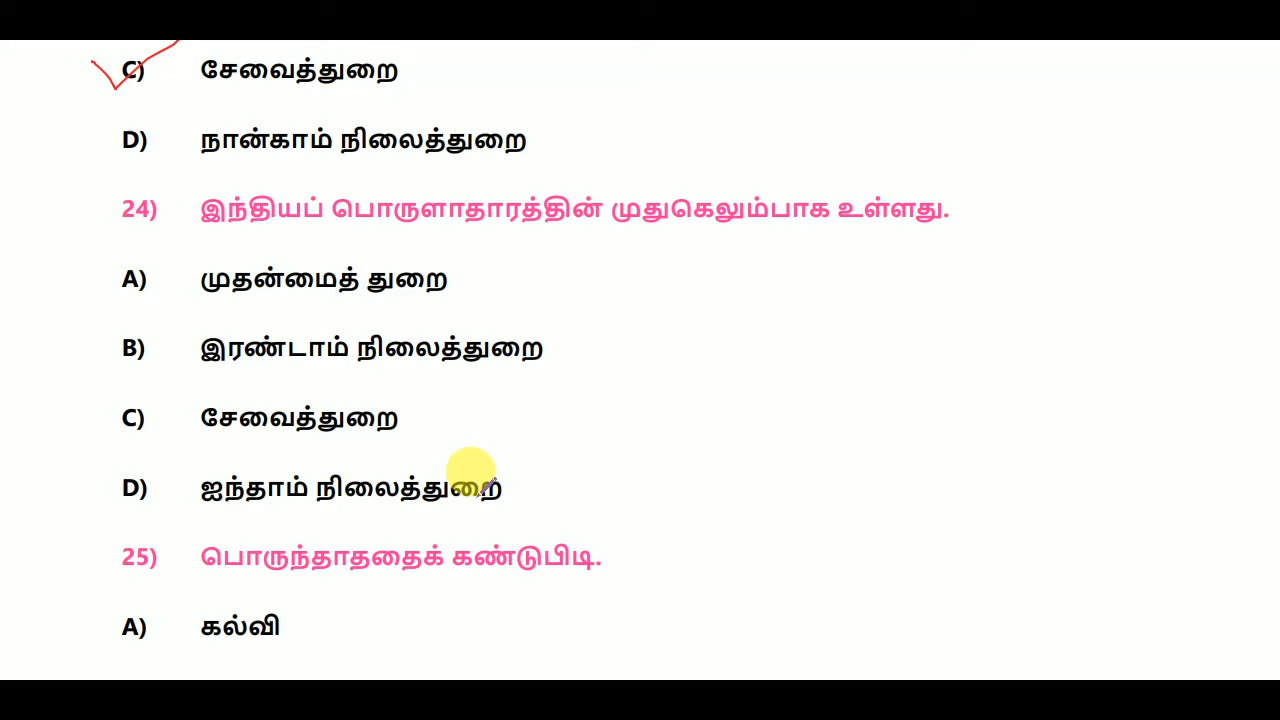 C) சேவைத்துறை
D) நான்காம் நிலைத்துறை
24) இந்தியப் பொருளாதாரத்தின் முதுகெலும்பாக உள்ளது.
A) முதன்மைத் துறை
B) இரண்டாம் நிலைத்துறை
C) சேவைத்துறை
D) ஐந்தாம் நிலைத்துறை
25) பொருந்தாததைக் கண்டுபிடி.
A) கல்வி